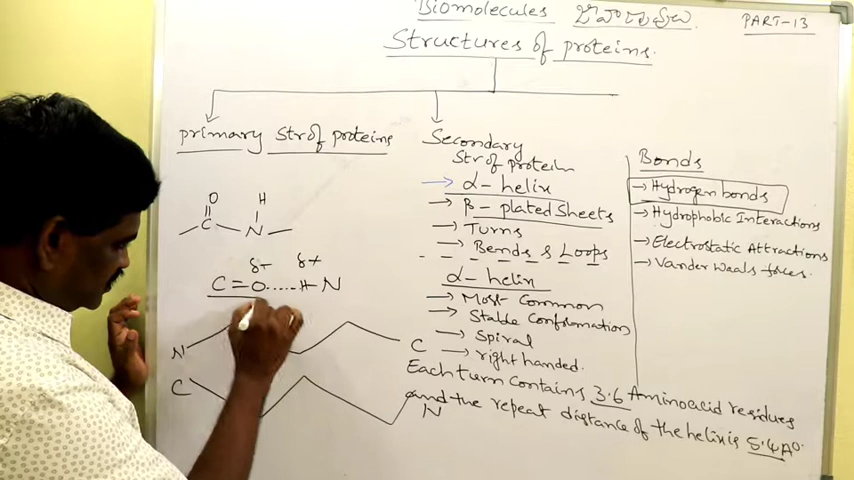 Biomolecules ಜೀವಾಣುಗಳು
PART-13
Structures of proteins.
primary Str of proteins
O H
C N
δ- δ+
C=O.....H-N
N C
C N
Secondary
Str of protein
→ α- helix
→ β- plated Sheets
→ Turns
→ Bends & Loops
α- helix
→ Most Common
→ Stable Conformation
→ Spiral
→ right handed.
Each turn Contains 3.6 Aminoacid residues
and the repeat distance of the helix is 5.4A°.
Bonds
→ Hydrogen bonds
→ Hydrophobic Interactions
→ Electrostatic Attractions
→ Vander Waals forces.